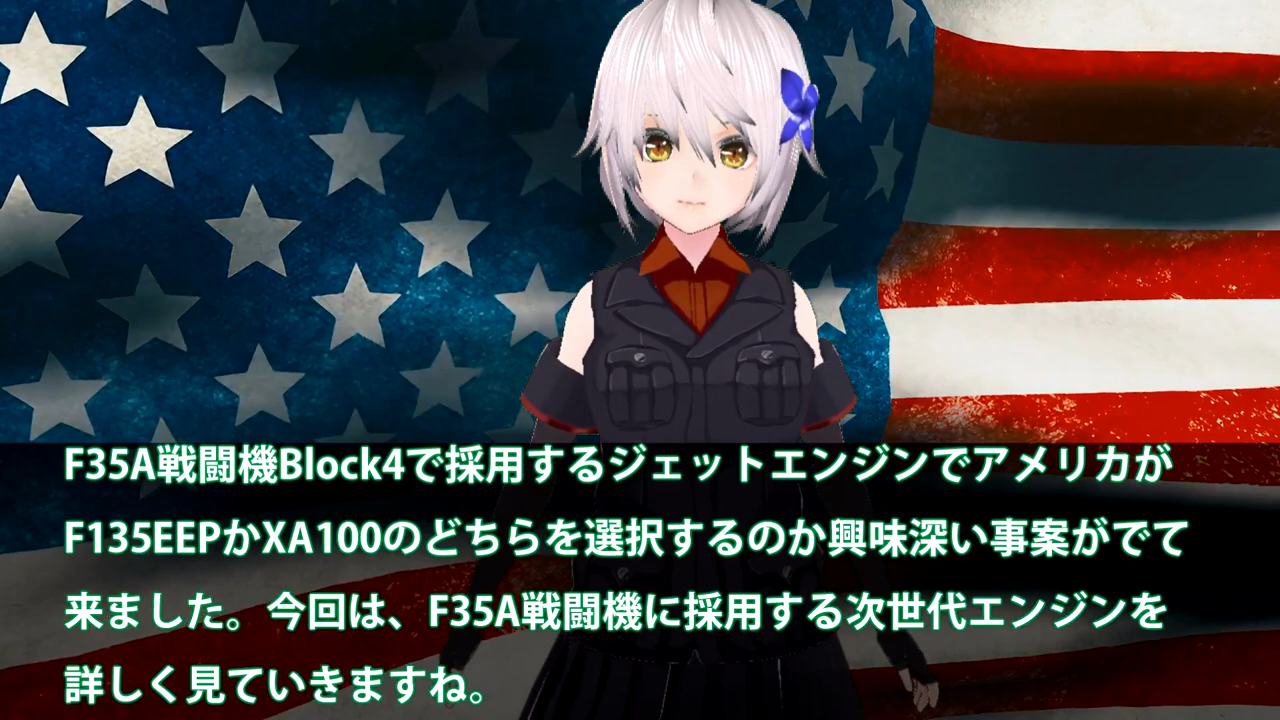 F35A戦闘機Block4で採用するジェットエンジンでアメリカが
F135EEPかXA100のどちらを選択するのか興味深い事案がでて
来ました。今回は、F35A戦闘機に採用する次世代エンジンを
詳しく見ていきますね。